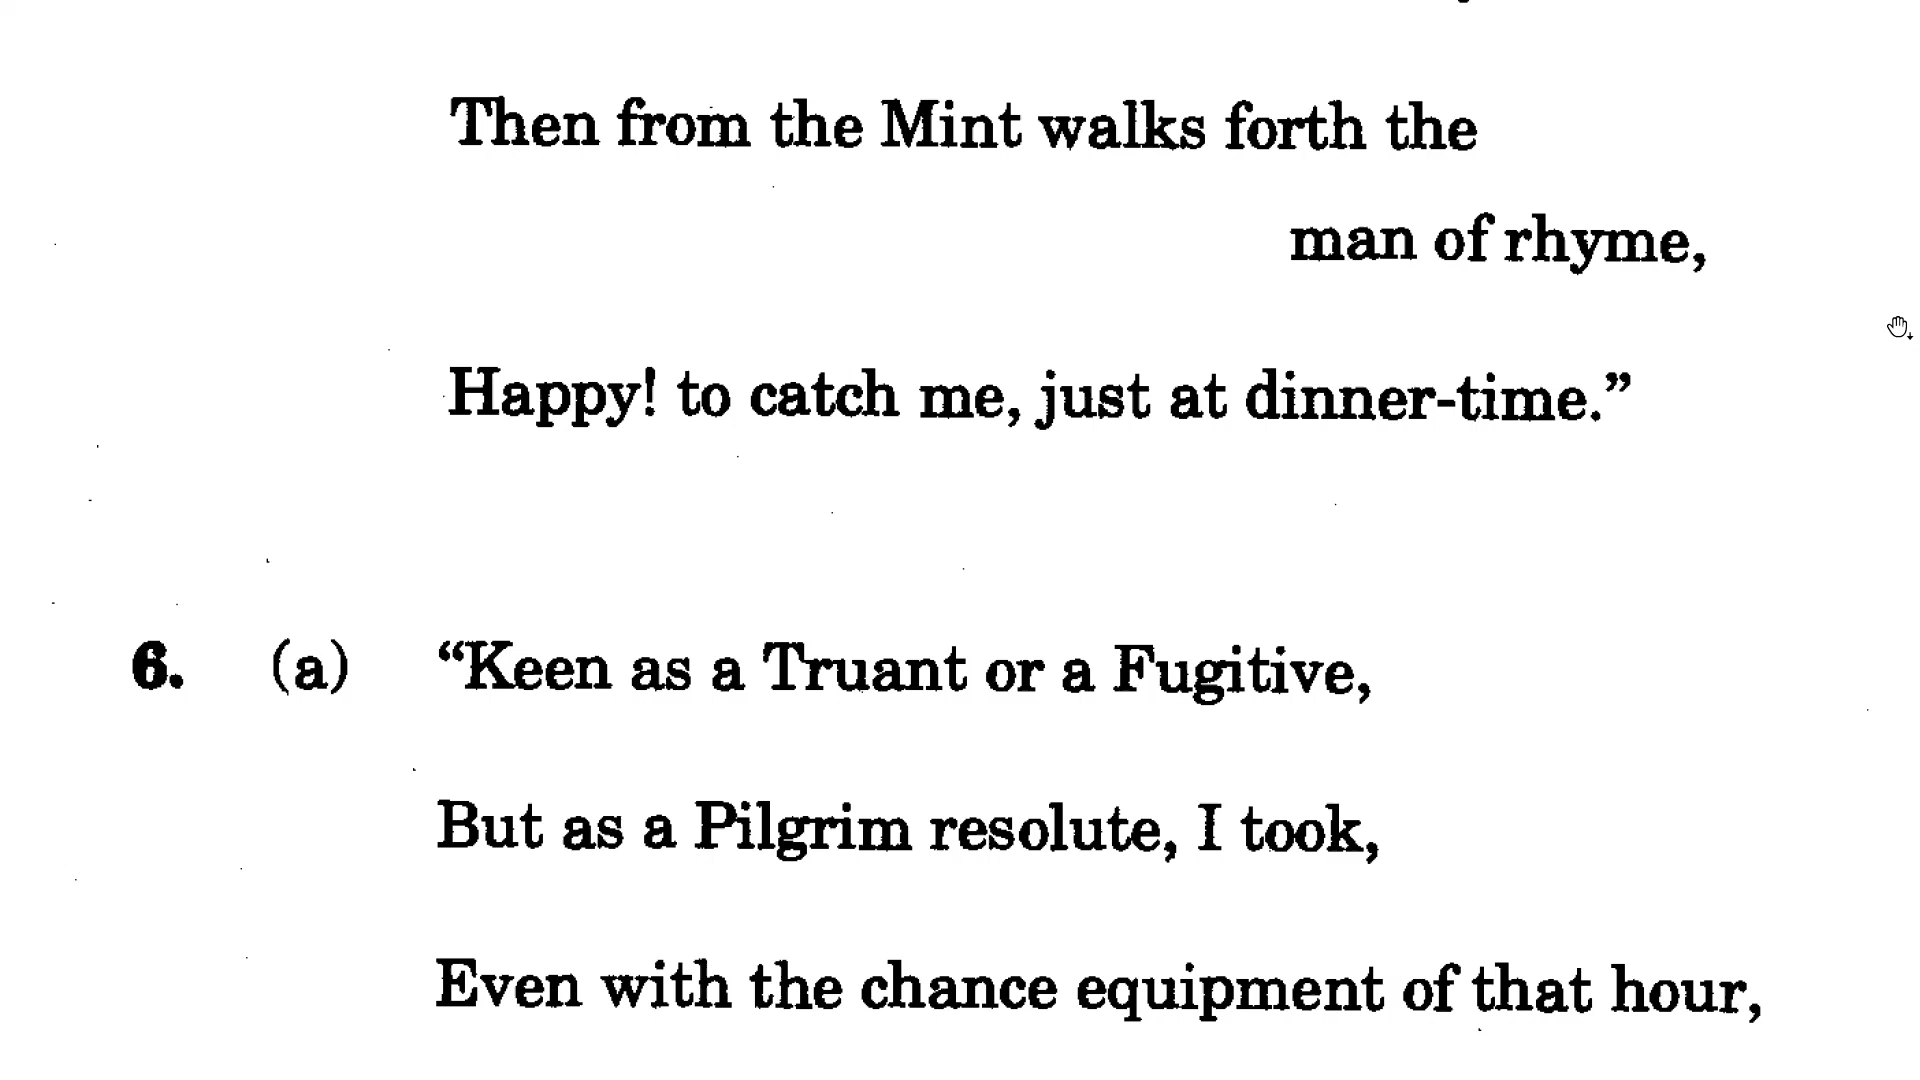 Then from the Mint walks forth the
man of rhyme,
Happy! to catch me, just at dinner-time.”
6. (a) “Keen as a Truant or a Fugitive,
But as a Pilgrim resolute, I took,
Even with the chance equipment of that hour,